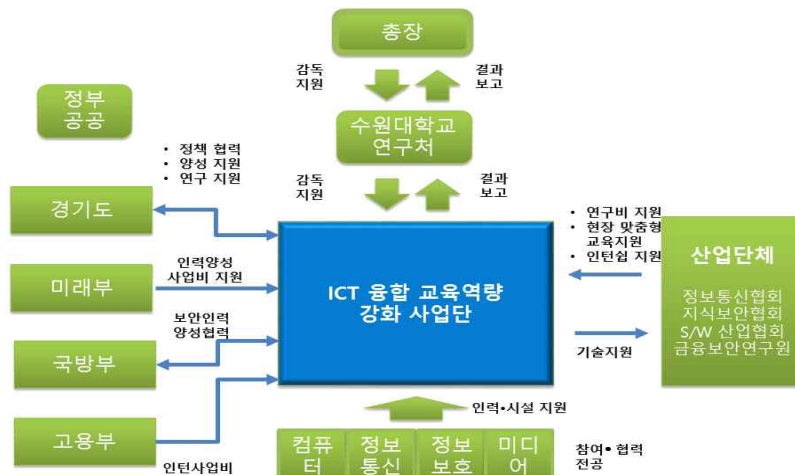 총장
감독
지원
결과
보고
정부
공공
수원대학교
연구처
• 정책 협력
• 양성 지원
• 연구 지원
감독
지원
결과
보고
경기도
• 연구비 지원
• 현장 맞춤형
교육지원
• 인턴쉽 지원
산업단체
정보통신협회
지식보안협회
S/W 산업협회
금융보안연구원
미래부
인력양성
사업비 지원
ICT 융합 교육역량
강화 사업단
보안인력
양성협력
국방부
기술지원
인력•시설 지원
고용부
인턴사업비
컴퓨
터
정보
통신
정보
보호
미디
어
참여• 협력
전공